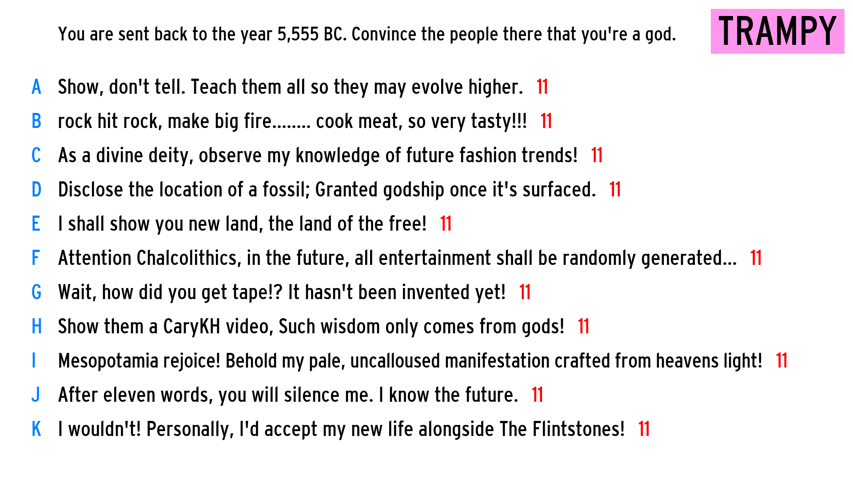 You are sent back to the year 5,555 BC. Convince the people there that you're a god.
TRAMPY
A Show, don't tell. Teach them all so they may evolve higher. 11
B rock hit rock, make big fire........ cook meat, so very tasty!!! 11
C As a divine deity, observe my knowledge of future fashion trends! 11
D Disclose the location of a fossil; Granted godship once it's surfaced. 11
E I shall show you new land, the land of the free! 11
F Attention Chalcolithics, in the future, all entertainment shall be randomly generated... 11
G Wait, how did you get tape!? It hasn't been invented yet! 11
H Show them a CaryKH video, Such wisdom only comes from gods! 11
I Mesopotamia rejoice! Behold my pale, uncalloused manifestation crafted from heavens light! 11
J After eleven words, you will silence me. I know the future. 11
K I wouldn't! Personally, I'd accept my new life alongside The Flintstones! 11